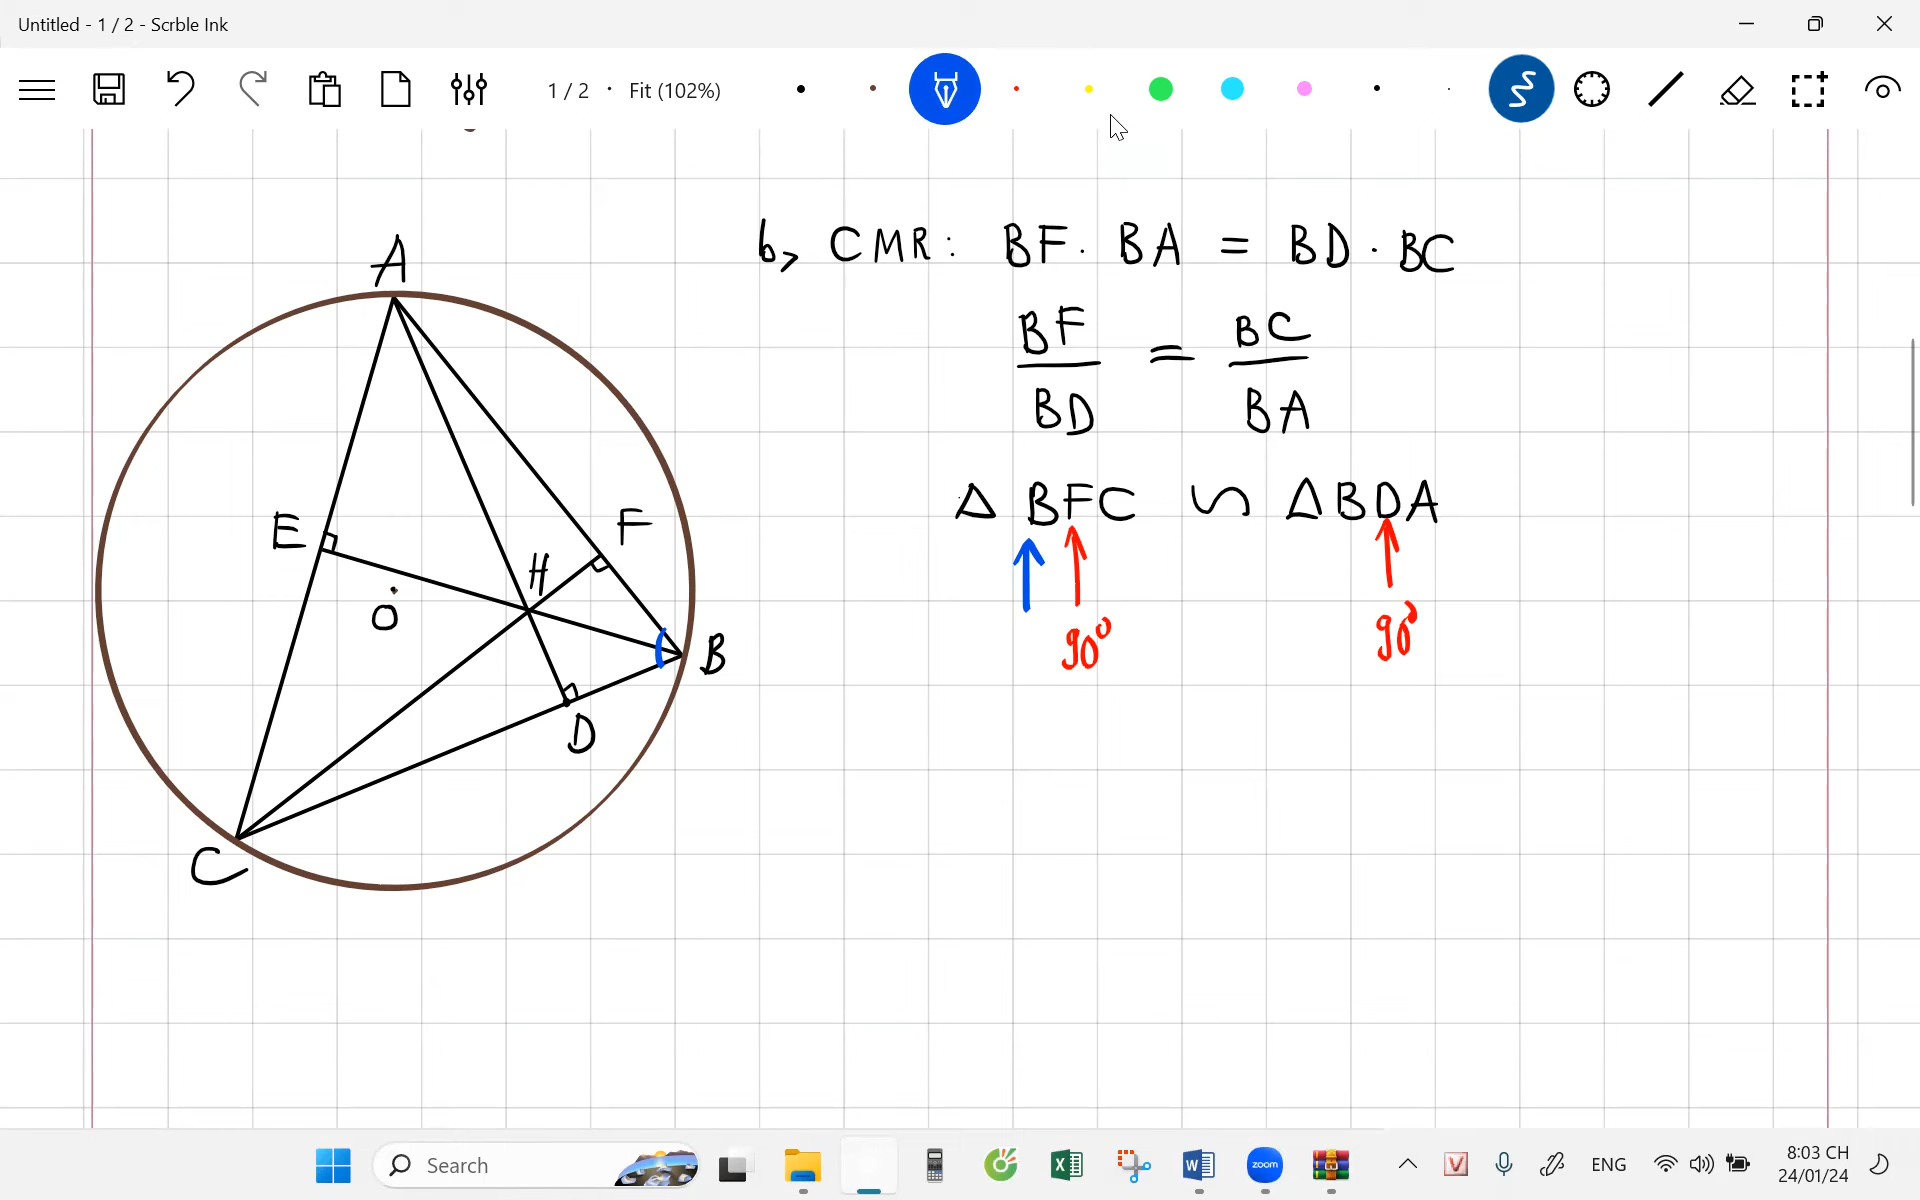 Untitled - 1 / 2 - Scrble Ink
1 / 2 · Fit (102%)
b, CMR: BF. BA = BD . BC
BF/BD = BC/BA
Δ BFC ∽ Δ BDA
90° 90°
A
E
F
H
O
B
D
C
Search
zoom
ENG
8:03 CH
24/01/24